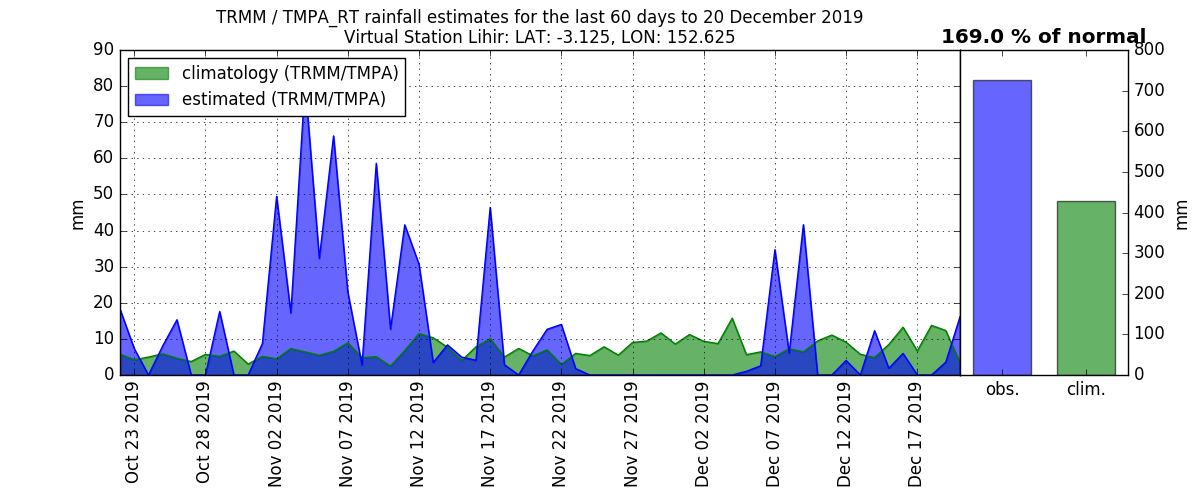 TRMM / TMPA_RT rainfall estimates for the last 60 days to 20 December 2019
Virtual Station Lihir: LAT: -3.125, LON: 152.625
169.0 % of normal
climatology (TRMM/TMPA)
estimated (TRMM/TMPA)
mm
90
80
70
60
50
40
30
20
10
0
Oct 23 2019
Oct 28 2019
Nov 02 2019
Nov 07 2019
Nov 12 2019
Nov 17 2019
Nov 22 2019
Nov 27 2019
Dec 02 2019
Dec 07 2019
Dec 12 2019
Dec 17 2019
obs.
clim.
800
700
600
500
400
300
200
100
0
mm